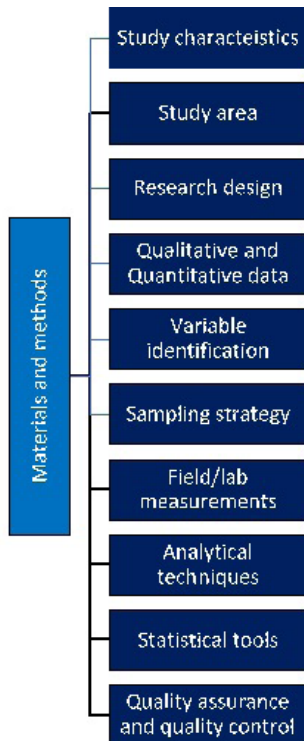 Materials and methods
Study characteistics
Study area
Research design
Qualitative and
Quantitative data
Variable
identification
Sampling strategy
Field/lab
measurements
Analytical
techniques
Statistical tools
Quality assurance
and quality control